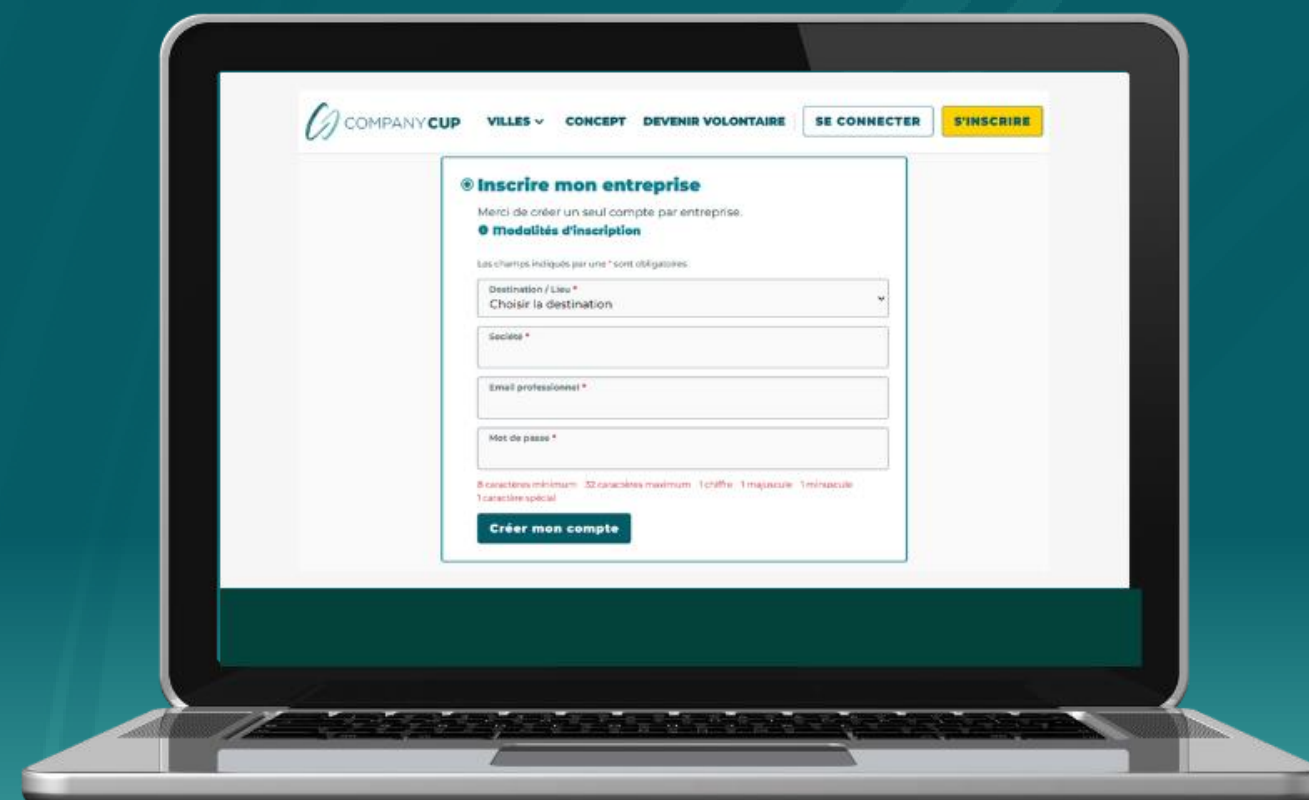 COMPANYCUP VILLES CONCEPT DEVENIR VOLONTAIRE SE CONNECTER S'INSCRIRE
Inscrire mon entreprise
Merci de créer un seul compte par entreprise.
Modalités d'inscription
Les champs indiqués par une * sont obligatoires.
Destination / Lieu *
Choisir la destination
Société *
Email professionnel *
Mot de passe *
8 caractères minimum 32 caractères maximum 1 chiffre 1 majuscule 1 minuscule
1 caractère spécial
Créer mon compte